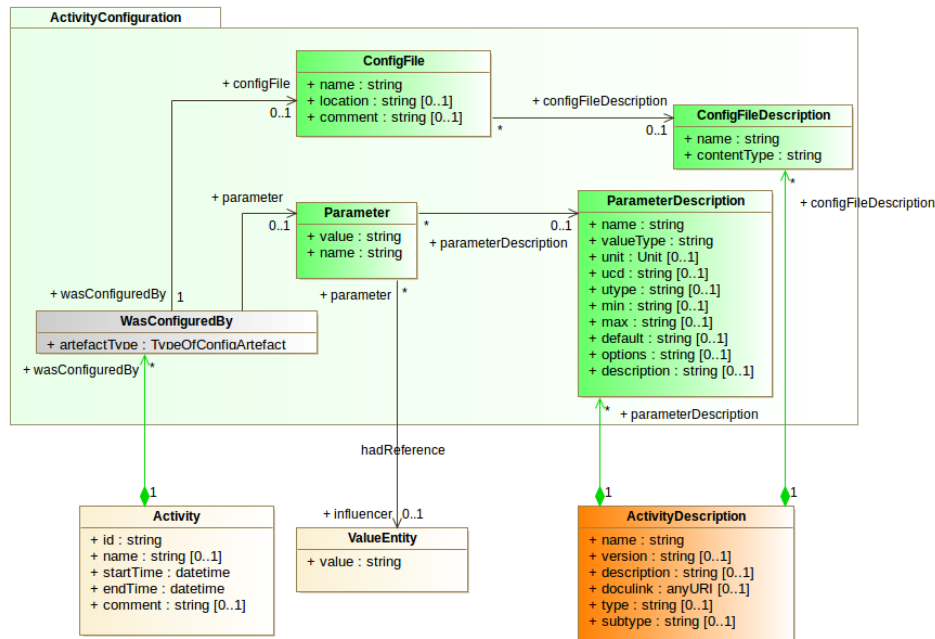 ActivityConfiguration
ConfigFile
+ name : string
+ location : string [0..1]
+ comment : string [0..1]
+ configFile
0..1
+ configFileDescription
*
0..1
ConfigFileDescription
+ name : string
+ contentType : string
*
+ configFileDescription
+ parameter
0..1
Parameter
+ value : string
+ name : string
*
+ parameterDescription
0..1
ParameterDescription
+ name : string
+ valueType : string
+ unit : Unit [0..1]
+ ucd : string [0..1]
+ utype : string [0..1]
+ min : string [0..1]
+ max : string [0..1]
+ default : string [0..1]
+ options : string [0..1]
+ description : string [0..1]
+ parameter
*
+ wasConfiguredBy
1
WasConfiguredBy
+ artefactType : TypeOfConfigArtefact
+ wasConfiguredBy
*
*
+ parameterDescription
hadReference
1
+ influencer
0..1
1
1
Activity
+ id : string
+ name : string [0..1]
+ startTime : datetime
+ endTime : datetime
+ comment : string [0..1]
ValueEntity
+ value : string
ActivityDescription
+ name : string
+ version : string [0..1]
+ description : string [0..1]
+ doculink : anyURI [0..1]
+ type : string [0..1]
+ subtype : string [0..1]